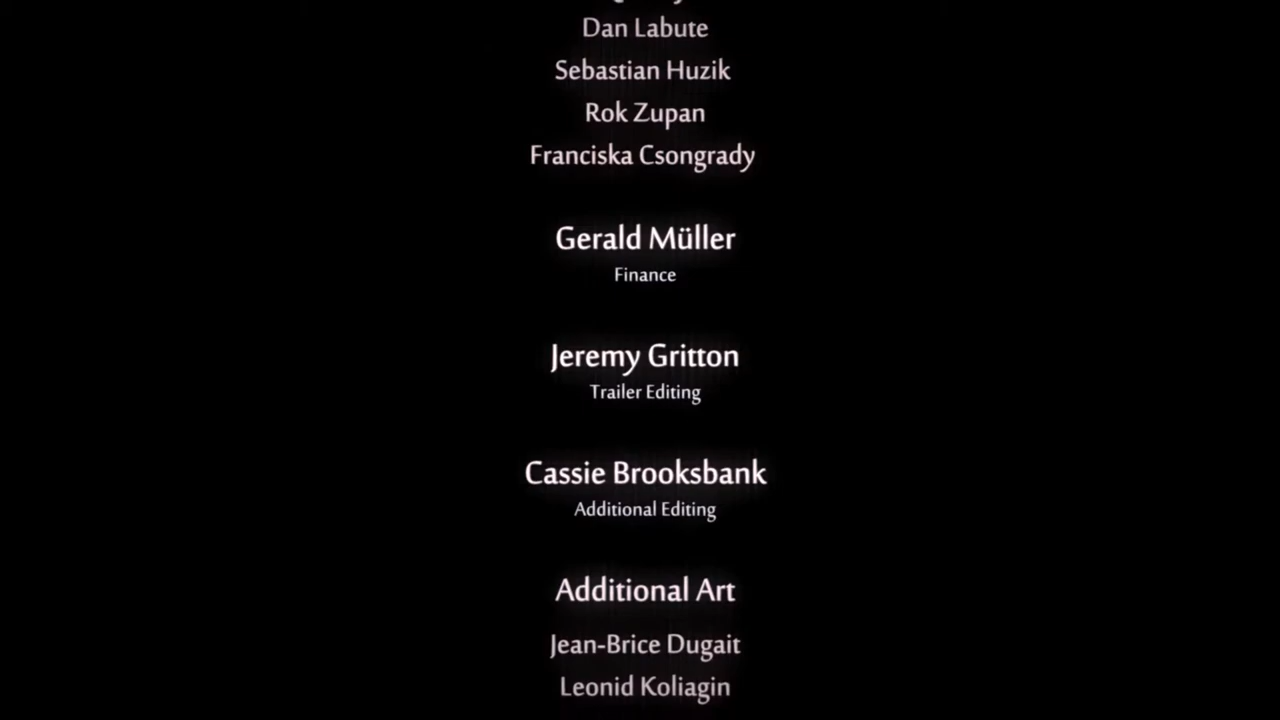 Dan Labute
Sebastian Huzik
Rok Zupan
Franciska Csongrady
Gerald Müller
Finance
Jeremy Gritton
Trailer Editing
Cassie Brooksbank
Additional Editing
Additional Art
Jean-Brice Dugait
Leonid Koliagin